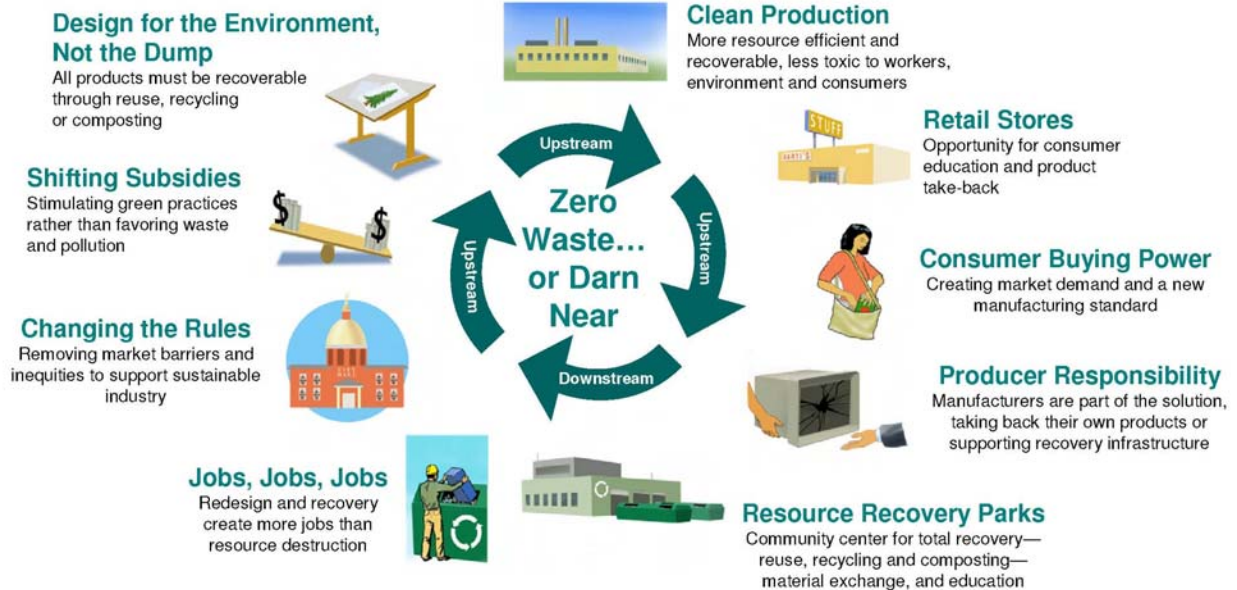 Design for the Environment,
Not the Dump
All products must be recoverable
through reuse, recycling
or composting
Clean Production
More resource efficient and
recoverable, less toxic to workers,
environment and consumers
STUFF
Retail Stores
Opportunity for consumer
education and product
take-back
Shifting Subsidies
Stimulating green practices
rather than favoring waste
and pollution
$
$
Upstream
Upstream
Upstream
Downstream
Zero
Waste…
or Darn
Near
Consumer Buying Power
Creating market demand and a new
manufacturing standard
Changing the Rules
Removing market barriers and
inequities to support sustainable
industry
Producer Responsibility
Manufacturers are part of the solution,
taking back their own products or
supporting recovery infrastructure
Jobs, Jobs, Jobs
Redesign and recovery
create more jobs than
resource destruction
Resource Recovery Parks
Community center for total recovery—
reuse, recycling and composting—
material exchange, and education